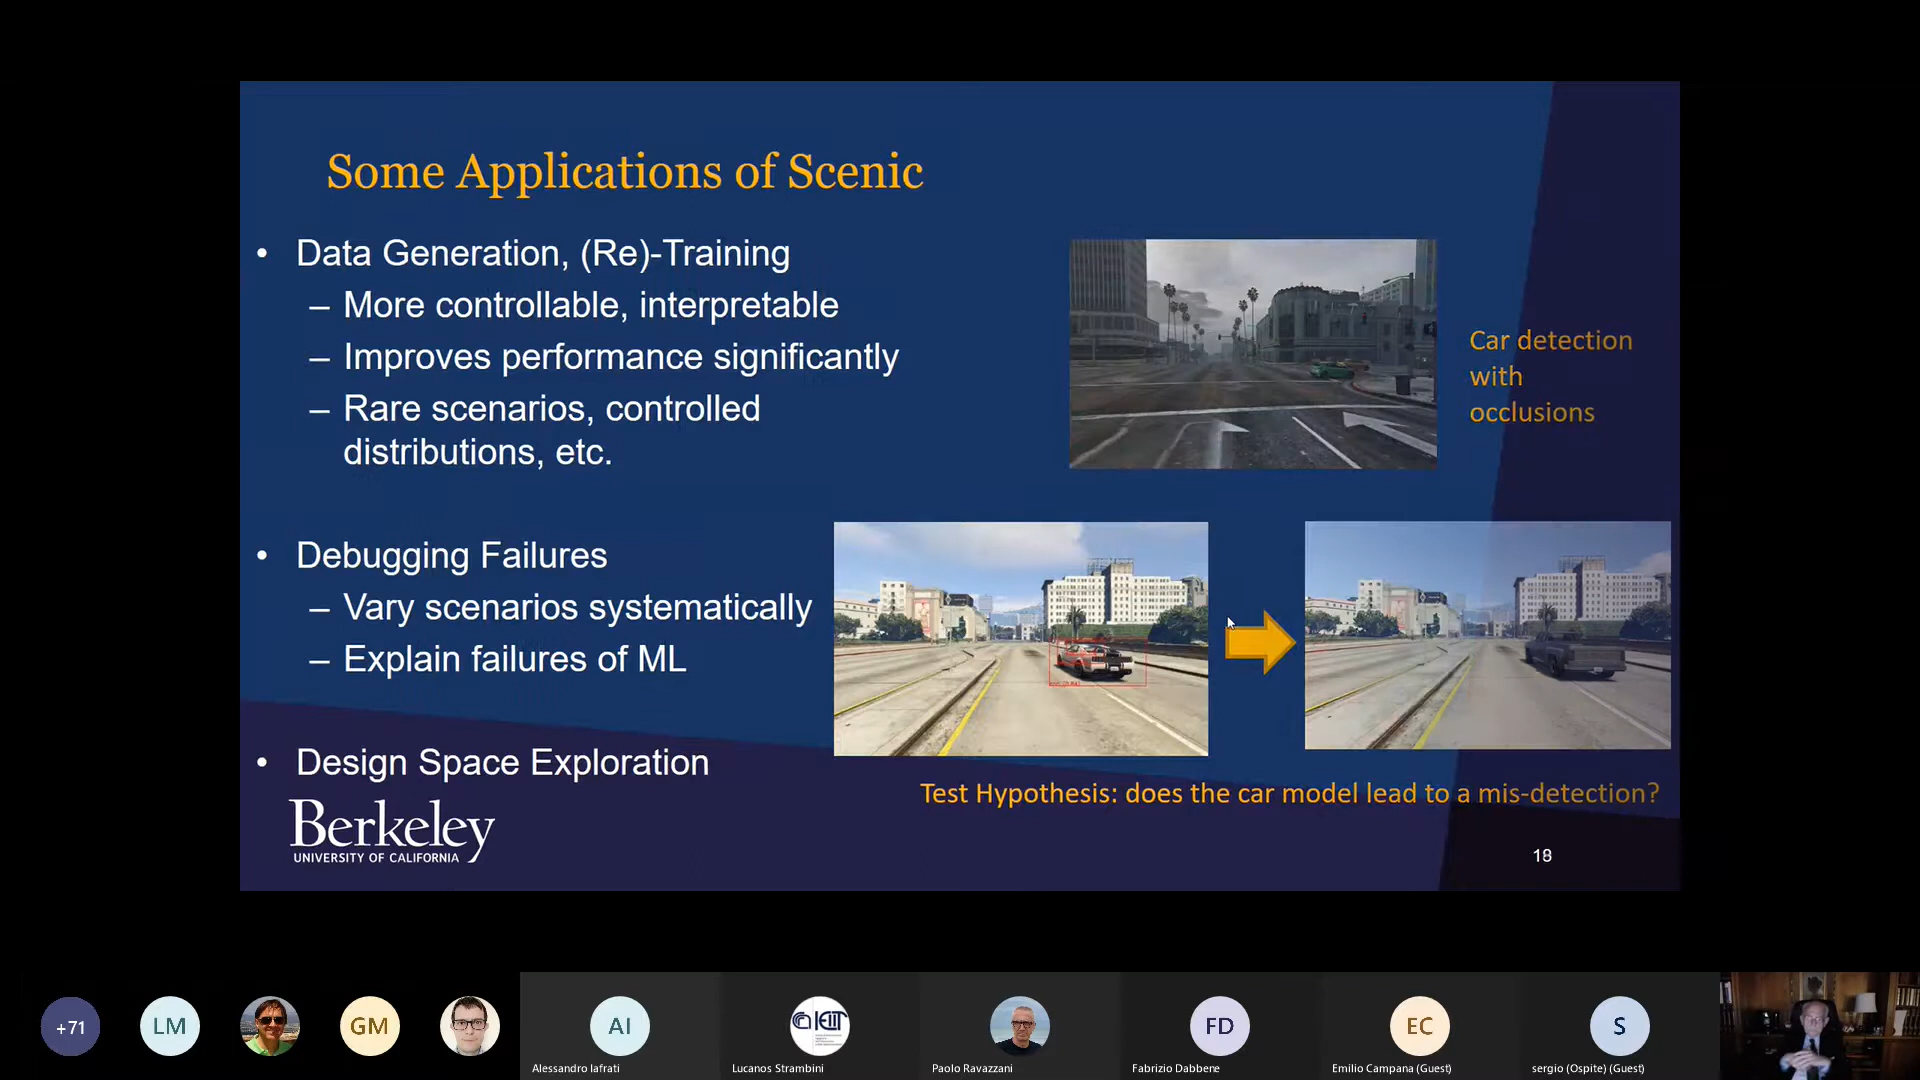 Some Applications of Scenic
• Data Generation, (Re)-Training
– More controllable, interpretable
– Improves performance significantly
– Rare scenarios, controlled
distributions, etc.
Car detection
with
occlusions
• Debugging Failures
– Vary scenarios systematically
– Explain failures of ML
• Design Space Exploration
Test Hypothesis: does the car model lead to a mis-detection?
Berkeley
UNIVERSITY OF CALIFORNIA
18
+71
LM
GM
AI
FD
EC
S
Alessandro Iafrati
Lucanos Strambini
Paolo Ravazzani
Fabrizio Dabbene
Emilio Campana (Guest)
sergio (Ospite) (Guest)